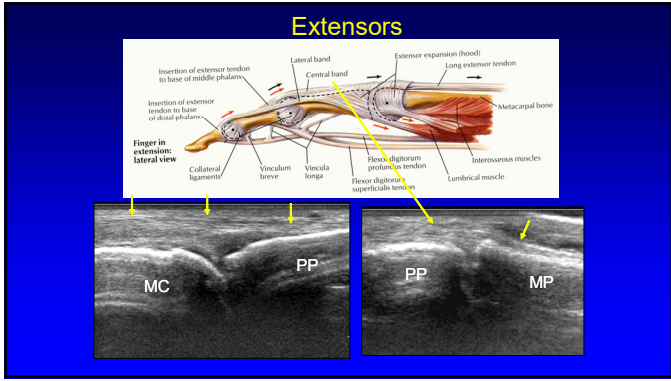 Extensors
Extensor expansion (hood)
Lateral band
Long extensor tendon
Insertion of extensor tendon
to base of middle phalanx
Central band
Insertion of extensor
tendon to base
of distal phalanx
Metacarpal bone
Finger in
extension:
lateral view
Collateral
ligaments
Vinculum
breve
Vincula
longa
Flexor digitorum
profundus tendon
Flexor digitorum
superficialis tendon
Interosseous muscles
Lumbrical muscle
MC
PP
PP
MP